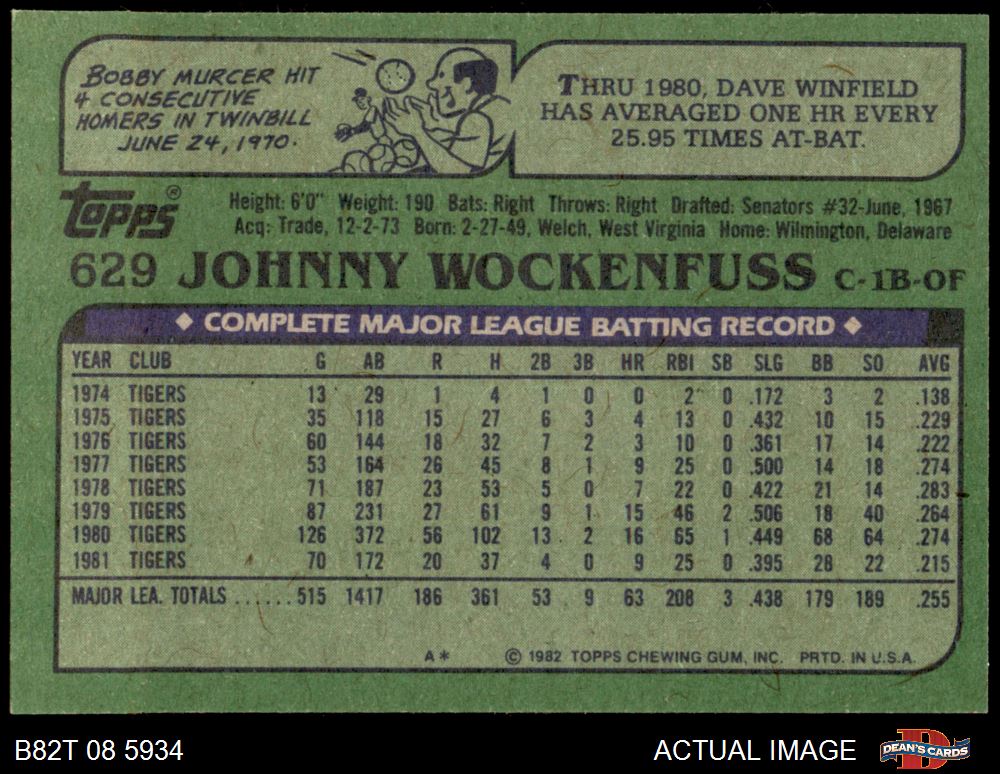 BOBBY MURCER HIT
4 CONSECUTIVE
HOMERS IN TWINBILL
JUNE 24, 1970.
THRU 1980, DAVE WINFIELD
HAS AVERAGED ONE HR EVERY
25.95 TIMES AT-BAT.
Topps®
Height: 6'0" Weight: 190 Bats: Right Throws: Right Drafted: Senators #32-June, 1967
Acq: Trade, 12-2-73 Born: 2-27-49, Welch, West Virginia Home: Wilmington, Delaware
629 JOHNNY WOCKENFUSS C-1B-OF
◆ COMPLETE MAJOR LEAGUE BATTING RECORD ◆
YEAR CLUB G AB R H 2B 3B HR RBI SB SLG BB SO AVG
1974 TIGERS 13 29 1 4 1 0 0 2 0 .172 3 2 .138
1975 TIGERS 35 118 15 27 6 3 4 13 0 .432 10 15 .229
1976 TIGERS 60 144 18 32 7 2 3 10 0 .361 17 14 .222
1977 TIGERS 53 164 26 45 8 1 9 25 0 .500 14 18 .274
1978 TIGERS 71 187 23 53 5 0 7 22 0 .422 21 14 .283
1979 TIGERS 87 231 27 61 9 1 15 46 2 .506 18 40 .264
1980 TIGERS 126 372 56 102 13 2 16 65 1 .449 68 64 .274
1981 TIGERS 70 172 20 37 4 0 9 25 0 .395 28 22 .215
MAJOR LEA. TOTALS ......515 1417 186 361 53 9 63 208 3 .438 179 189 .255
A* © 1982 TOPPS CHEWING GUM, INC. PRTD. IN U.S.A.
B82T 08 5934 ACTUAL IMAGE DEAN'S CARDS